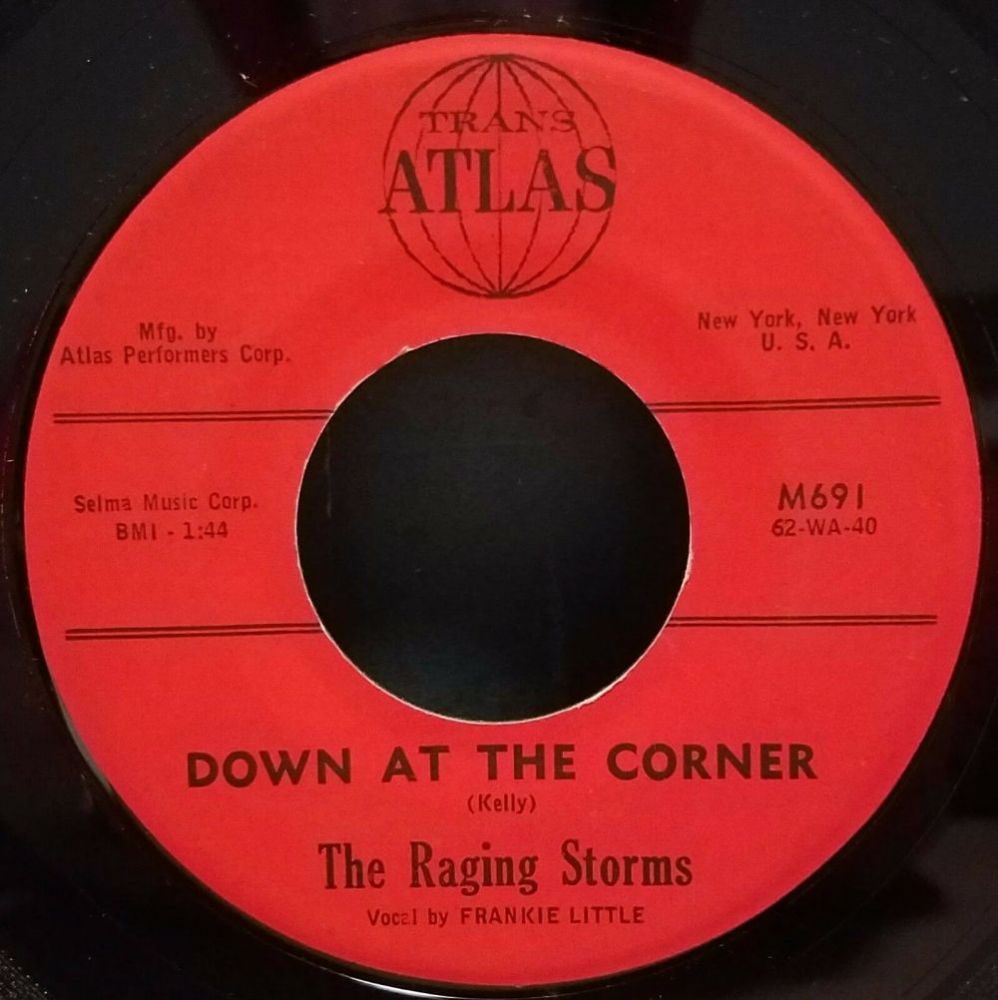 TRANS
ATLAS
Mfg. by
Atlas Performers Corp.
New York, New York
U. S. A.
Selma Music Corp.
BMI - 1:44
M691
62-WA-40
DOWN AT THE CORNER
(Kelly)
The Raging Storms
Vocal by FRANKIE LITTLE